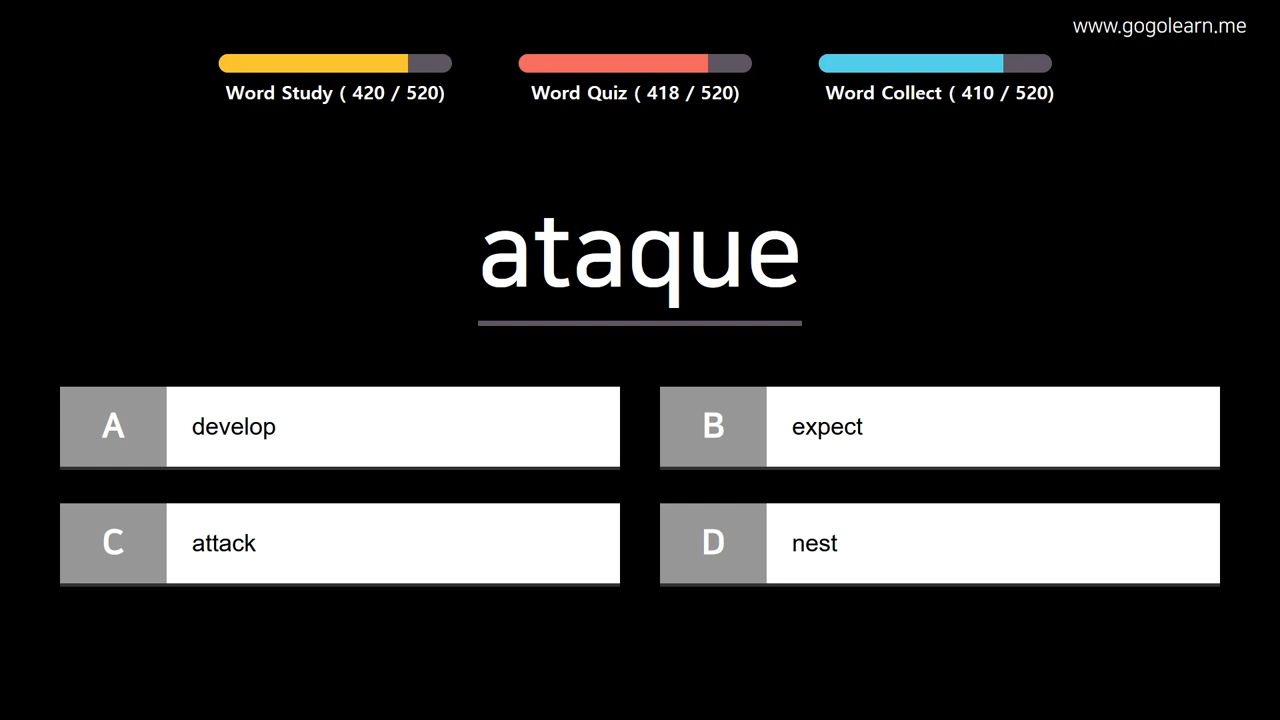 www.gogolearn.me
Word Study ( 420 / 520)
Word Quiz ( 418 / 520)
Word Collect ( 410 / 520)
ataque
A
develop
B
expect
C
attack
D
nest